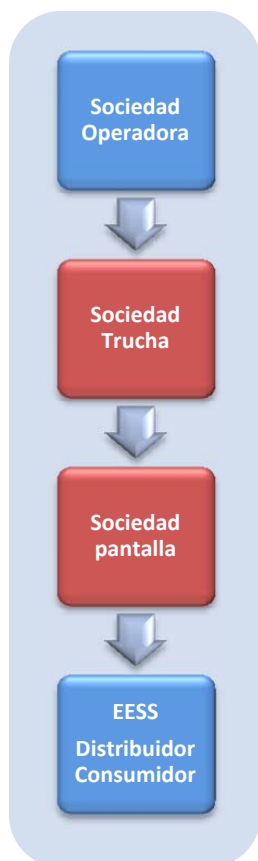 Sociedad
Operadora
Sociedad
Trucha
Sociedad
pantalla
EESS
Distribuidor
Consumidor